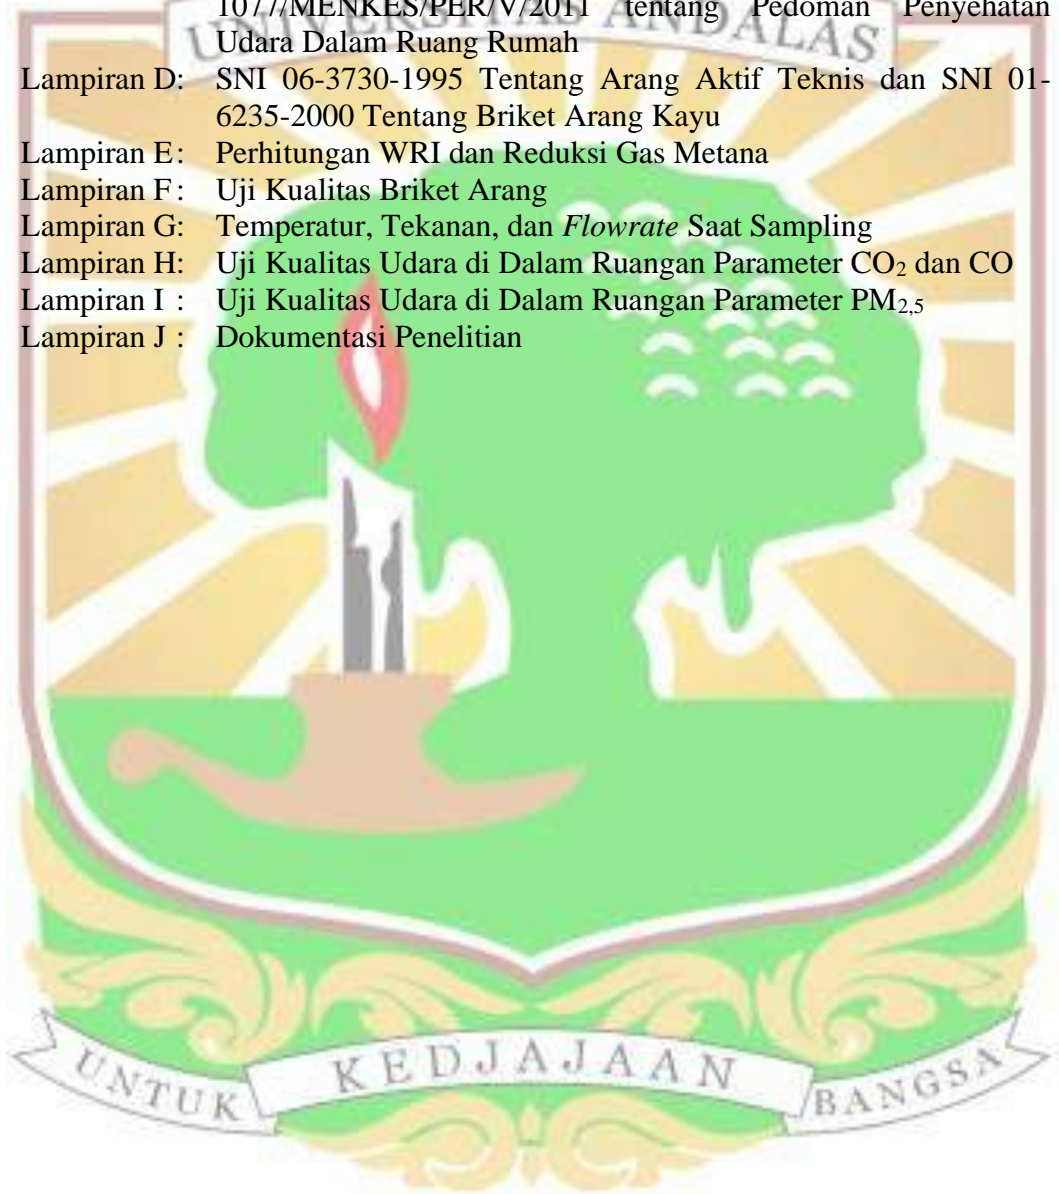 1077/MENKES/PER/V/2011 tentang Pedoman Penyehatan
Udara Dalam Ruang Rumah
Lampiran D: SNI 06-3730-1995 Tentang Arang Aktif Teknis dan SNI 01-
6235-2000 Tentang Briket Arang Kayu
Lampiran E: Perhitungan WRI dan Reduksi Gas Metana
Lampiran F: Uji Kualitas Briket Arang
Lampiran G: Temperatur, Tekanan, dan Flowrate Saat Sampling
Lampiran H: Uji Kualitas Udara di Dalam Ruangan Parameter CO₂ dan CO
Lampiran I : Uji Kualitas Udara di Dalam Ruangan Parameter PM₂,₅
Lampiran J : Dokumentasi Penelitian
UNTUK KEDJAJAAN BANGSA